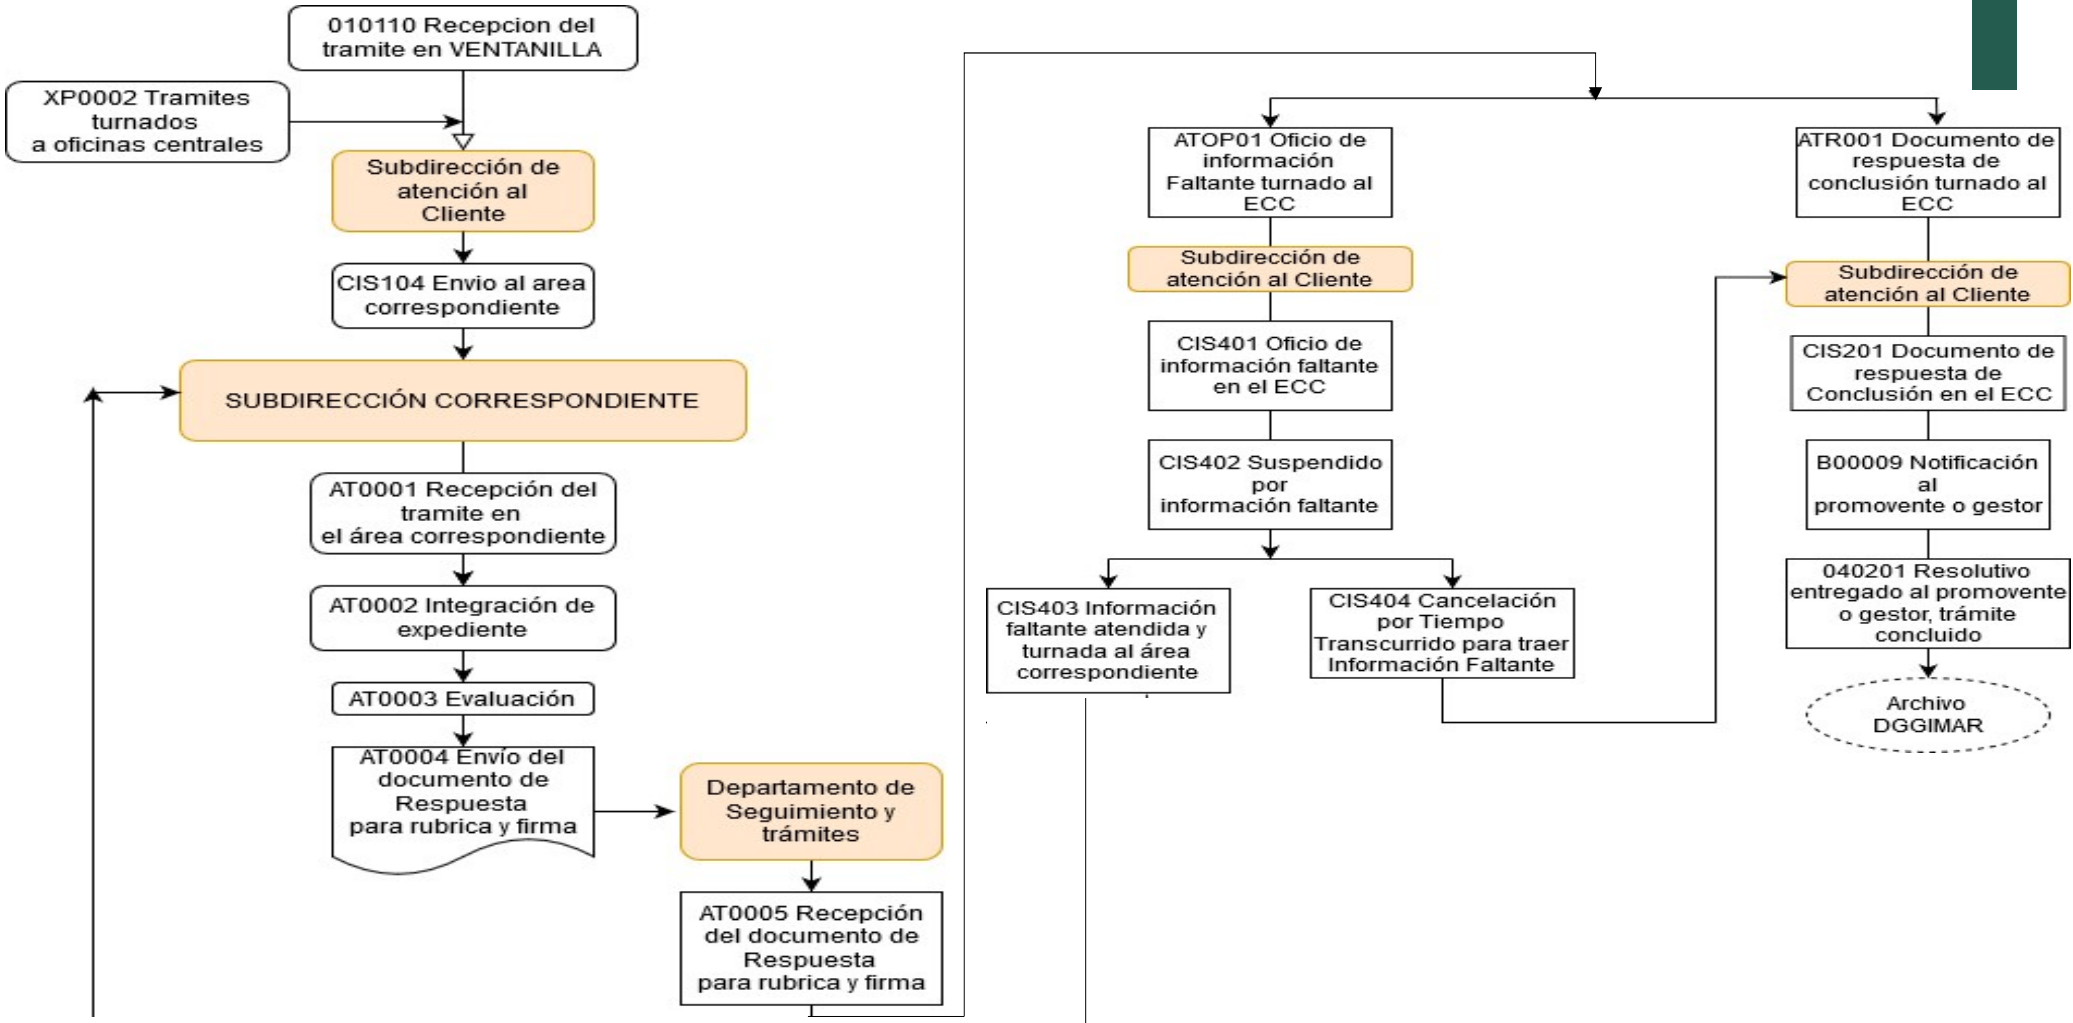 010110 Recepcion del
tramite en VENTANILLA
XP0002 Tramites
turnados
a oficinas centrales
Subdirección de
atención al
Cliente
CIS104 Envio al area
correspondiente
SUBDIRECCIÓN CORRESPONDIENTE
AT0001 Recepción del
tramite en
el área correspondiente
AT0002 Integración de
expediente
AT0003 Evaluación
AT0004 Envío del
documento de
Respuesta
para rubrica y firma
Departamento de
Seguimiento y
trámites
AT0005 Recepción
del documento de
Respuesta
para rubrica y firma
ATOP01 Oficio de
información
Faltante turnado al
ECC
Subdirección de
atención al Cliente
CIS401 Oficio de
información faltante
en el ECC
CIS402 Suspendido
por
información faltante
CIS403 Información
faltante atendida y
turnada al área
correspondiente
CIS404 Cancelación
por Tiempo
Transcurrido para traer
Información Faltante
ATR001 Documento de
respuesta de
conclusión turnado al
ECC
Subdirección de
atención al Cliente
CIS201 Documento de
respuesta de
Conclusión en el ECC
B00009 Notificación
al
promovente o gestor
040201 Resolutivo
entregado al promovente
o gestor, trámite
concluido
Archivo
DGGIMAR